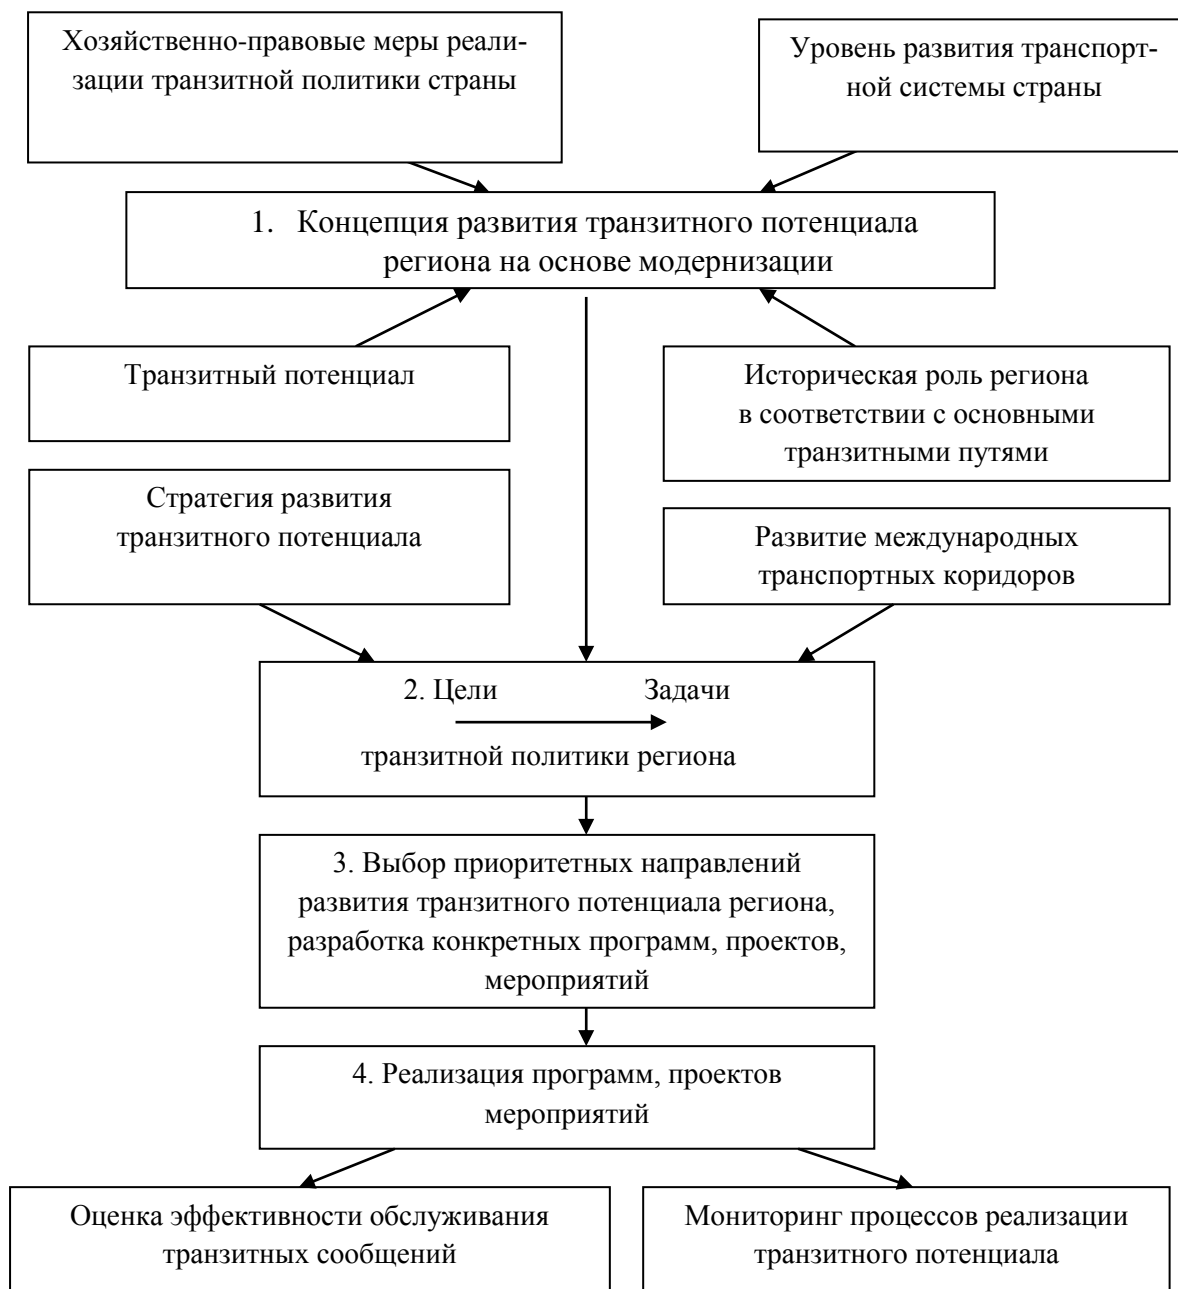 Хозяйственно-правовые меры реали-
зации транзитной политики страны
Уровень развития транспорт-
ной системы страны
1. Концепция развития транзитного потенциала
региона на основе модернизации
Транзитный потенциал
Историческая роль региона
в соответствии с основными
транзитными путями
Стратегия развития
транзитного потенциала
Развитие международных
транспортных коридоров
2. Цели Задачи
транзитной политики региона
3. Выбор приоритетных направлений
развития транзитного потенциала региона,
разработка конкретных программ, проектов,
мероприятий
4. Реализация программ, проектов
мероприятий
Оценка эффективности обслуживания
транзитных сообщений
Мониторинг процессов реализации
транзитного потенциала